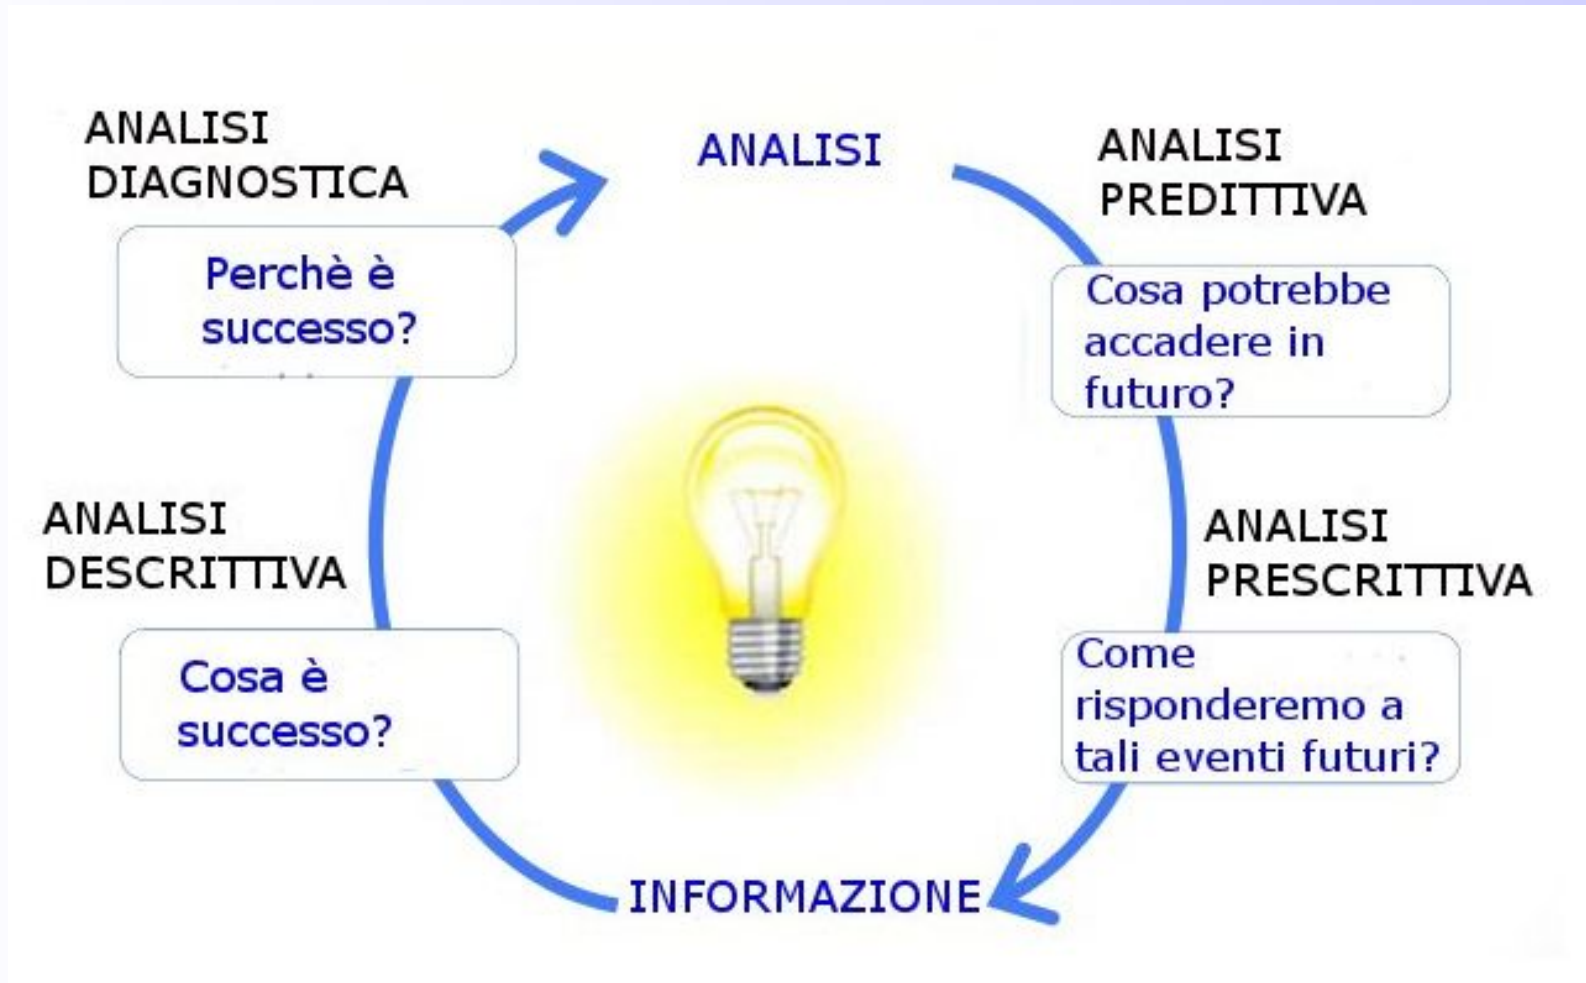 ANALISI
DIAGNOSTICA
Perchè è
successo?
ANALISI
ANALISI
PREDITTIVA
Cosa potrebbe
accadere in
futuro?
ANALISI
DESCRITTIVA
Cosa è
successo?
ANALISI
PRESCRITTIVA
Come
risponderemo a
tali eventi futuri?
INFORMAZIONE